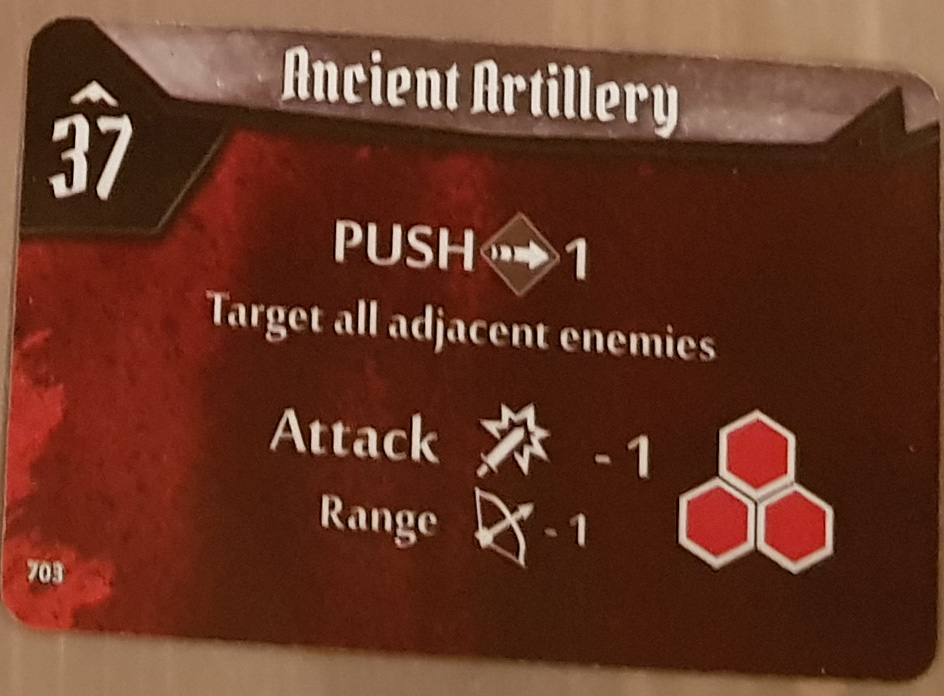 Ancient Artillery
37
PUSH 1
Target all adjacent enemies
Attack - 1
Range - 1
703